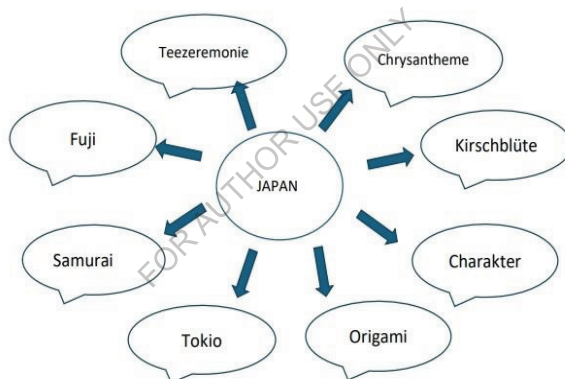 Teezeremonie
Chrysantheme
Fuji
Kirschblüte
JAPAN
Samurai
Charakter
Tokio
Origami
FOR AUTHOR USE ONLY